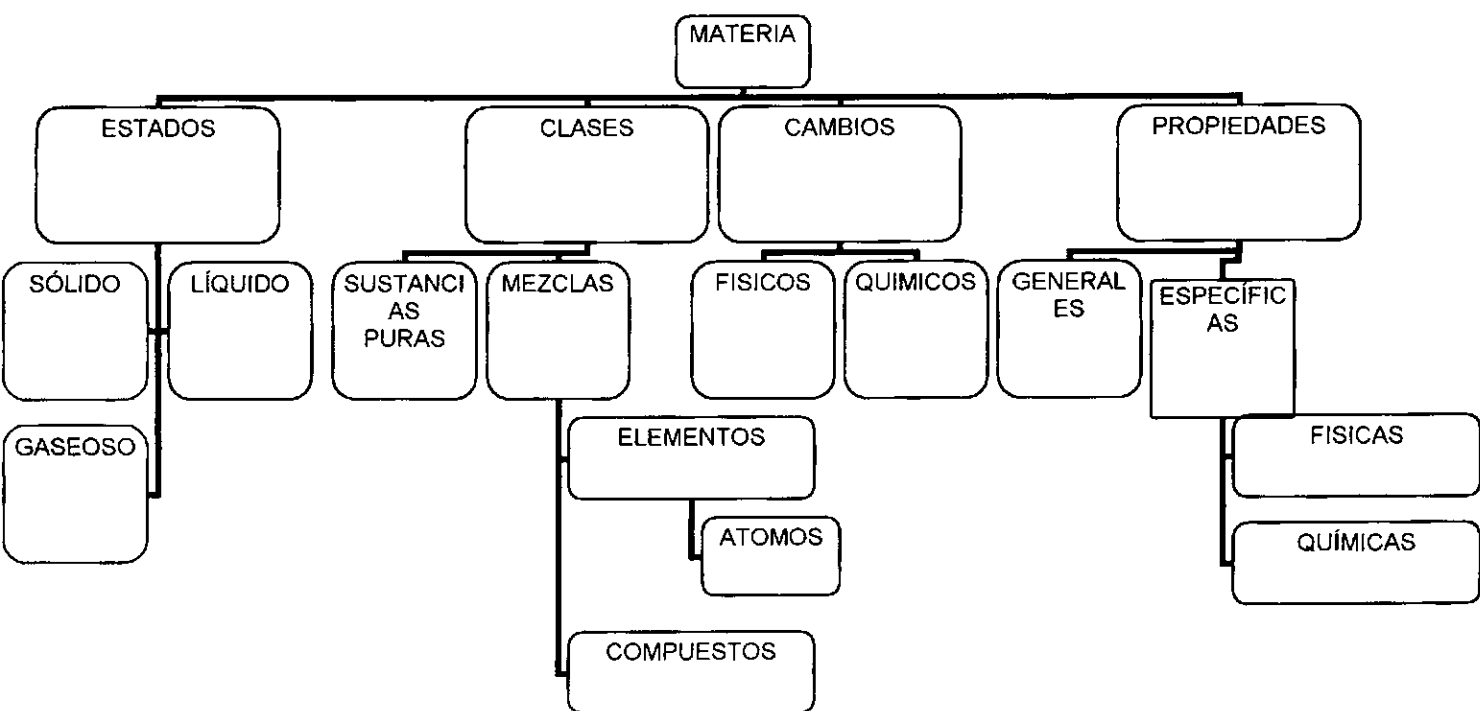 MATERIA
ESTADOS
CLASES
CAMBIOS
PROPIEDADES
SÓLIDO
LÍQUIDO
SUSTANCI
AS
PURAS
MEZCLAS
FISICOS
QUIMICOS
GENERAL
ES
ESPECÍFIC
AS
GASEOSO
ELEMENTOS
FISICAS
ATOMOS
QUÍMICAS
COMPUESTOS